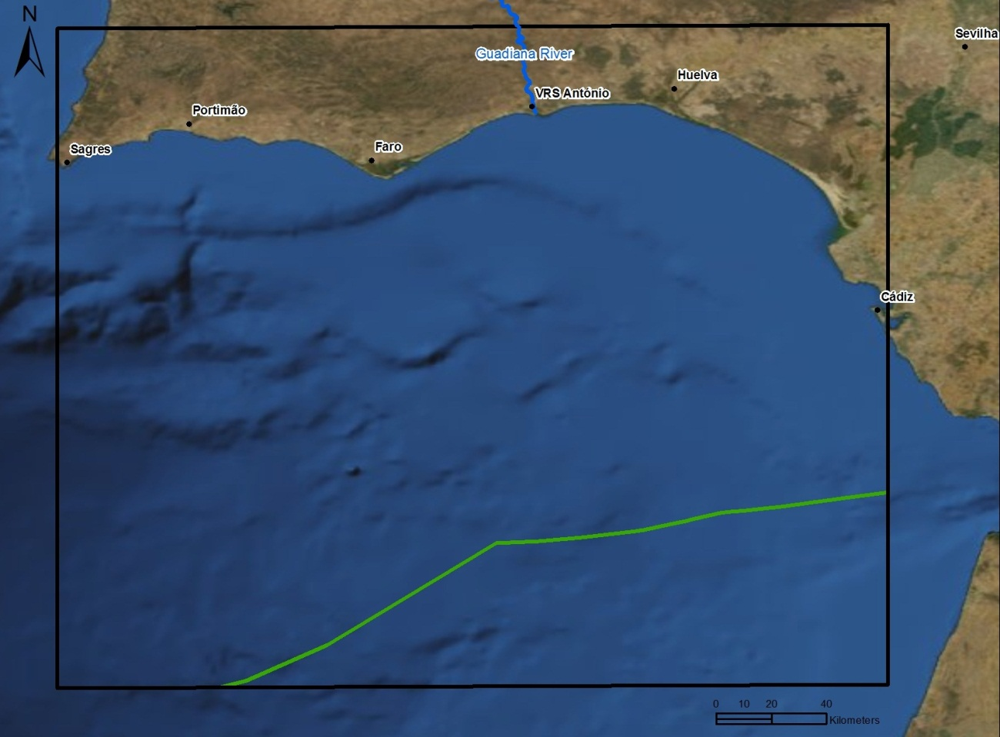 N
Sevilha
Guadiana River
Huelva
VRS António
Portimão
Sagres
Faro
Cádiz
0 10 20 40
Kilometers